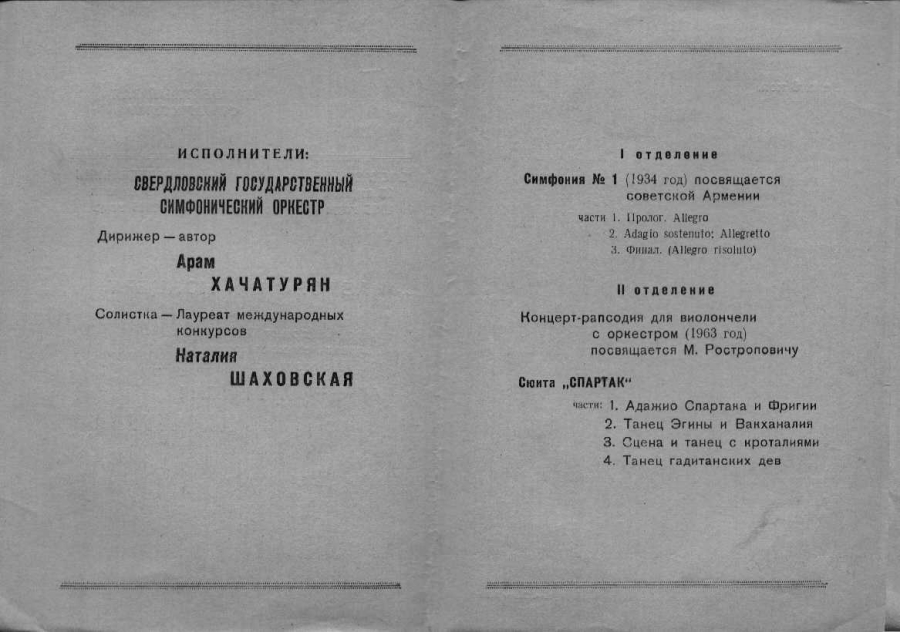 ИСПОЛНИТЕЛИ:
СВЕРДЛОВСКИЙ ГОСУДАРСТВЕННЫЙ
СИМФОНИЧЕСКИЙ ОРКЕСТР
Дирижер — автор
Арам
ХАЧАТУРЯН
Солистка — Лауреат международных
конкурсов
Наталия
ШАХОВСКАЯ
I отделение
Симфония № 1 (1934 год) посвящается
советской Армении
части 1. Пролог. Allegro
2. Adagio sostenuto; Allegretto
3. Финал. (Allegro risoluto)
II отделение
Концерт-рапсодия для виолончели
с оркестром (1963 год)
посвящается М. Ростроповичу
Сюита „СПАРТАК“
части: 1. Адажио Спартака и Фригии
2. Танец Эгины и Вакханалия
3. Сцена и танец с кроталиями
4. Танец гадитанских дев